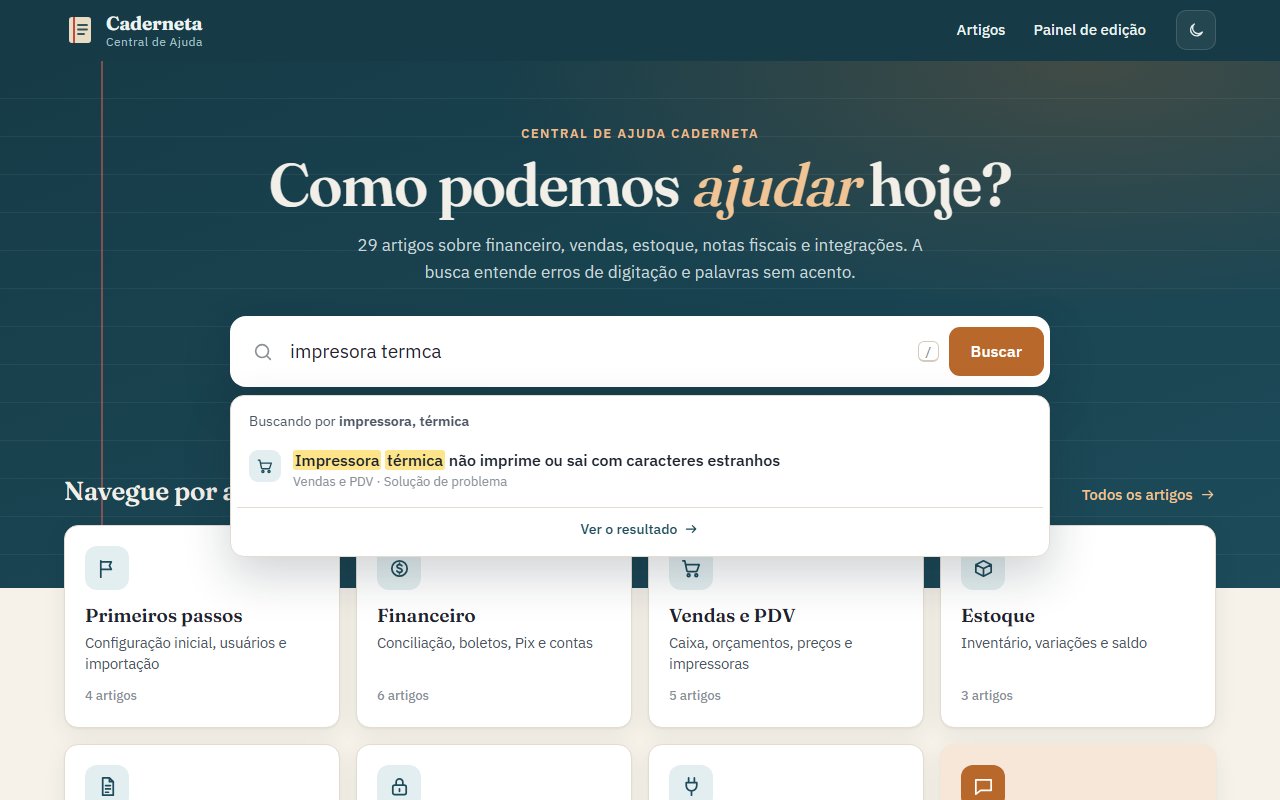 Caderneta
Central de Ajuda
Artigos
Painel de edição
CENTRAL DE AJUDA CADERNETA
Como podemos ajudar hoje?
29 artigos sobre financeiro, vendas, estoque, notas fiscais e integrações. A
busca entende erros de digitação e palavras sem acento.
impresora termca
/
Buscar
Buscando por impressora, térmica
Impressora térmica não imprime ou sai com caracteres estranhos
Vendas e PDV · Solução de problema
Ver o resultado →
Navegue por
Todos os artigos →
Primeiros passos
Configuração inicial, usuários e
importação
4 artigos
Financeiro
Conciliação, boletos, Pix e contas
6 artigos
Vendas e PDV
Caixa, orçamentos, preços e
impressoras
5 artigos
Estoque
Inventário, variações e saldo
3 artigos